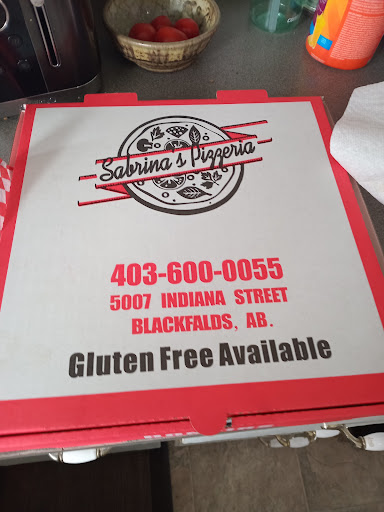 Sabrina's Pizzeria
403-600-0055
5007 INDIANA STREET
BLACKFALDS, AB.
Gluten Free Available